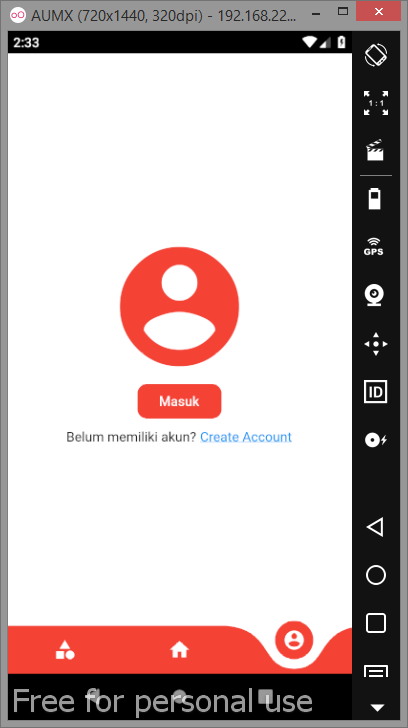 AUMX (720x1440, 320dpi) - 192.168.22...
2:33
1:1
GPS
Masuk
ID
Belum memiliki akun? Create Account
Free for personal use